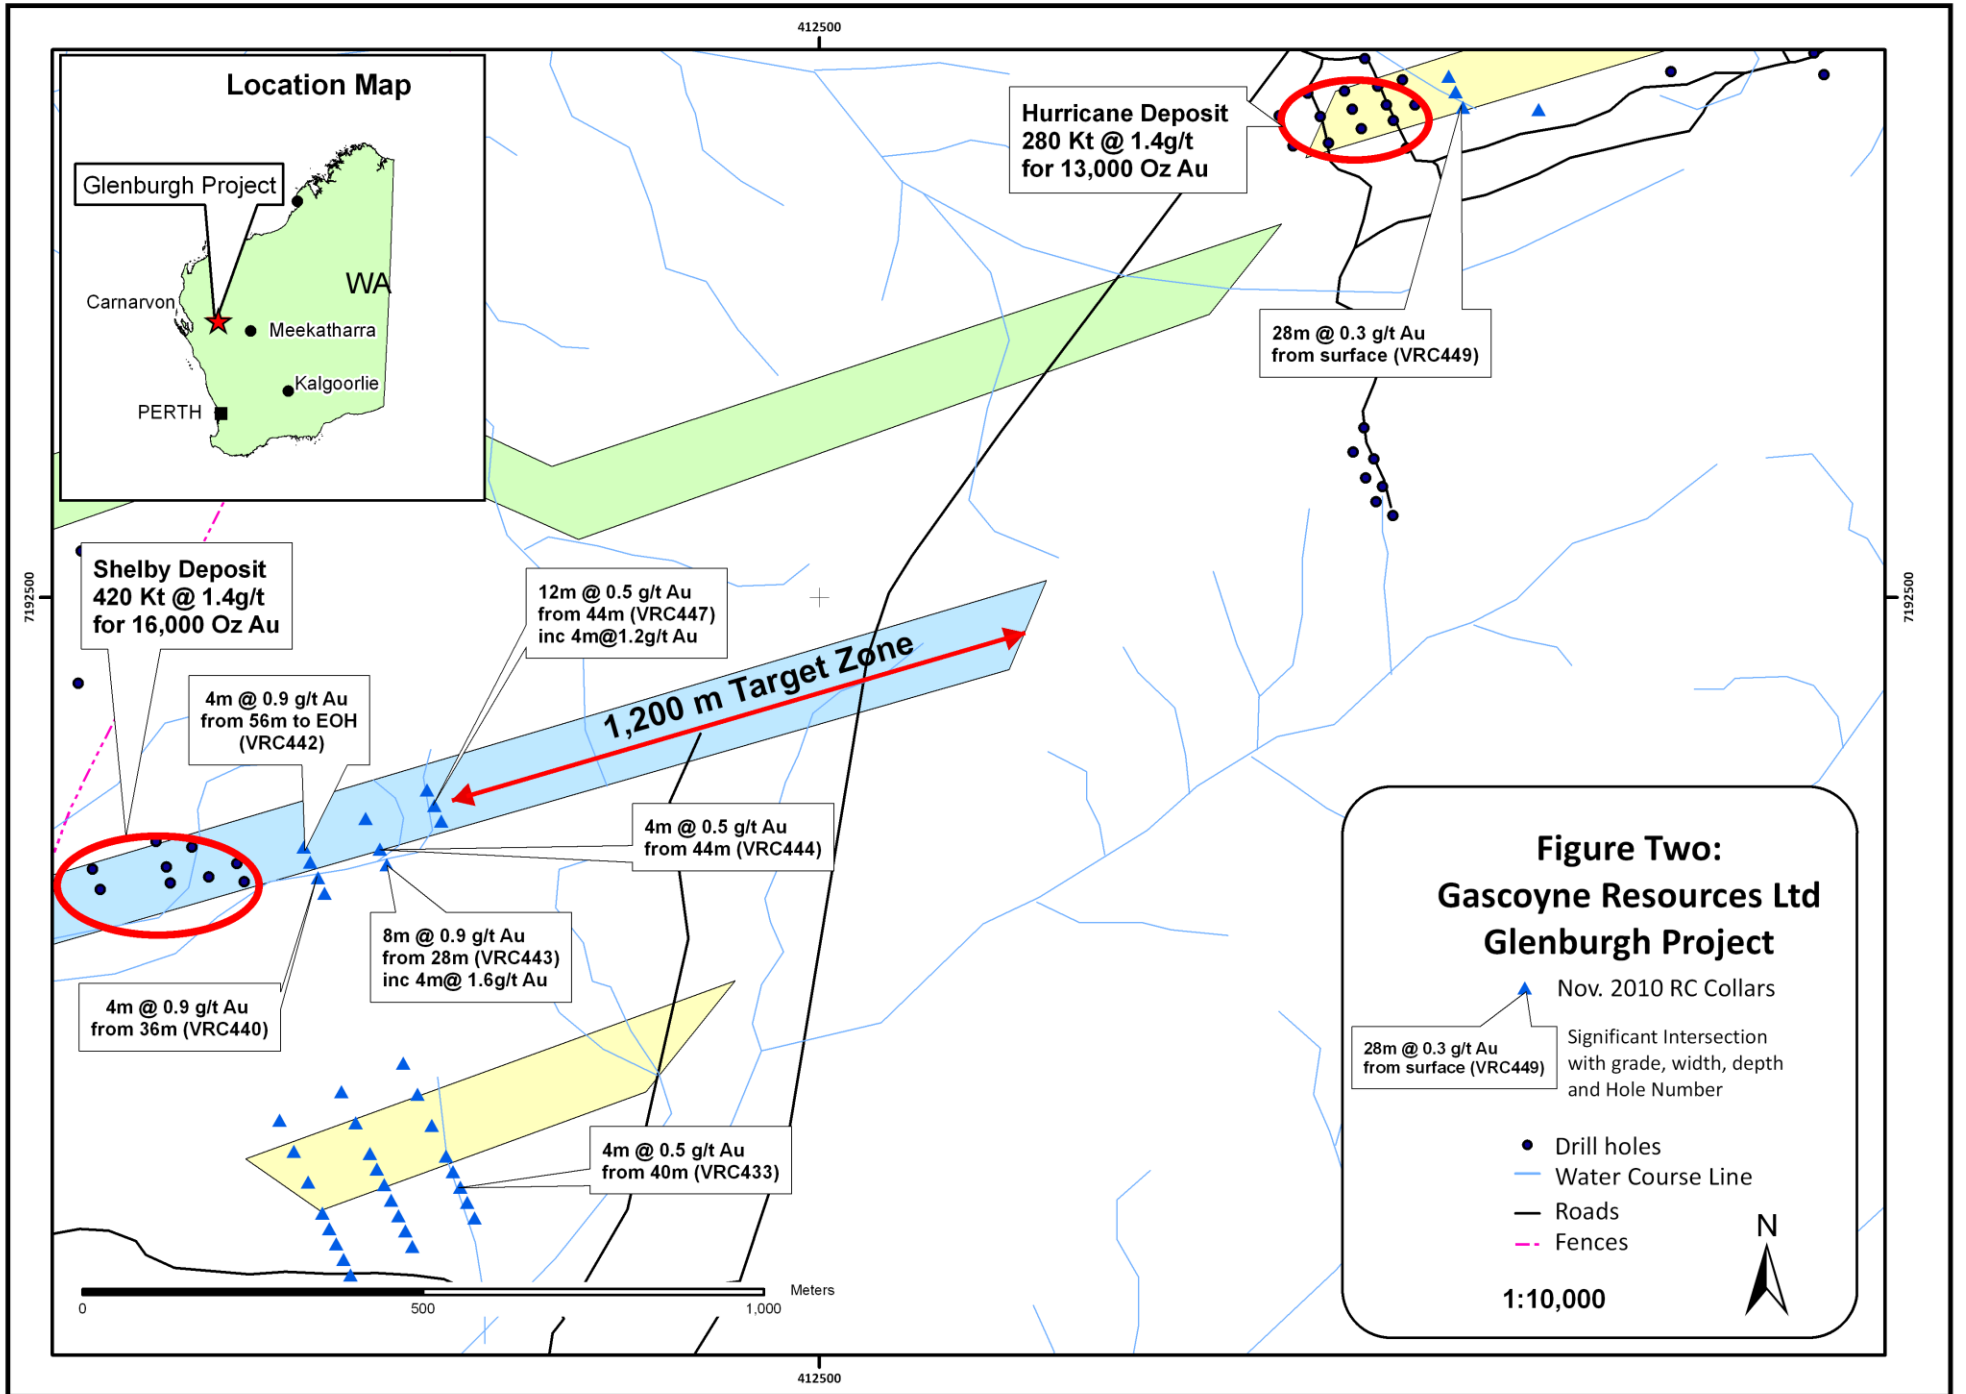 412500
Location Map
Glenburgh Project
WA
Carnarvon
Meekatharra
Kalgoorlie
PERTH
Hurricane Deposit
280 Kt @ 1.4g/t
for 13,000 Oz Au
28m @ 0.3 g/t Au
from surface (VRC449)
7192500
7192500
Shelby Deposit
420 Kt @ 1.4g/t
for 16,000 Oz Au
12m @ 0.5 g/t Au
from 44m (VRC447)
inc 4m@1.2g/t Au
1,200 m Target Zone
4m @ 0.9 g/t Au
from 56m to EOH
(VRC442)
4m @ 0.5 g/t Au
from 44m (VRC444)
8m @ 0.9 g/t Au
from 28m (VRC443)
inc 4m@ 1.6g/t Au
4m @ 0.9 g/t Au
from 36m (VRC440)
4m @ 0.5 g/t Au
from 40m (VRC433)
Figure Two:
Gascoyne Resources Ltd
Glenburgh Project
Nov. 2010 RC Collars
28m @ 0.3 g/t Au
from surface (VRC449)
Significant Intersection
with grade, width, depth
and Hole Number
Drill holes
Water Course Line
Roads
Fences
N
1:10,000
Meters
0 500 1,000
412500